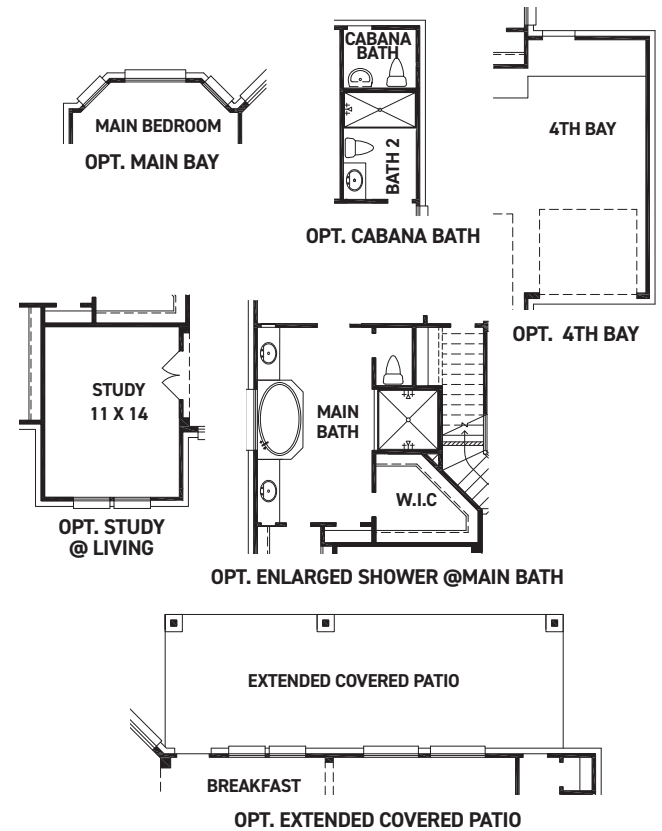 MAIN BEDROOM
OPT. MAIN BAY
CABANA
BATH
BATH 2
OPT. CABANA BATH
4TH BAY
OPT. 4TH BAY
STUDY
11 X 14
OPT. STUDY
@ LIVING
MAIN
BATH
W.I.C
OPT. ENLARGED SHOWER @MAIN BATH
EXTENDED COVERED PATIO
BREAKFAST
OPT. EXTENDED COVERED PATIO